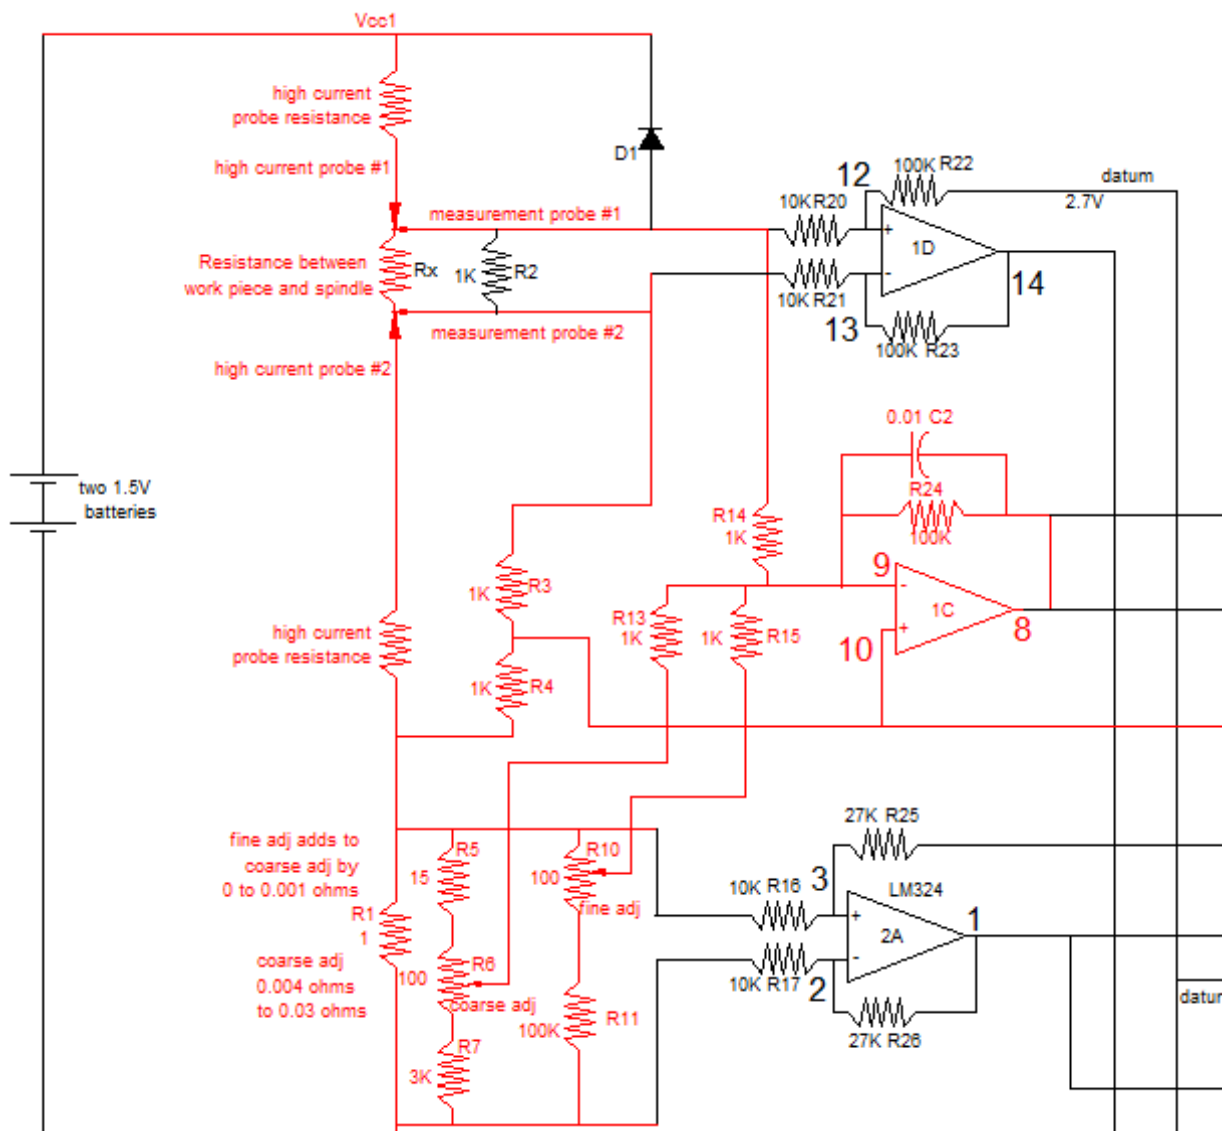 Vcc1
high current
probe resistance
high current probe #1
D1
measurement probe #1
Resistance between
work piece and spindle
Rx
1K
R2
measurement probe #2
high current probe #2
12
100K R22
datum
2.7V
10K R20
+
1D
-
10K R21
14
13
100K R23
two 1.5V
batteries
0.01 C2
R24
100K
R14
1K
9
-
1C
+
8
10
R3
1K
R13
1K
1K
R15
high current
probe resistance
1K
R4
fine adj adds to
coarse adj by
0 to 0.001 ohms
R5
15
R10
100
fine adj
27K R25
10K R16
3
LM324
1
+
2A
-
10K R17
2
27K R26
R1
1
coarse adj
0.004 ohms
to 0.03 ohms
100
R6
coarse adj
100K
R11
R7
3K
datum